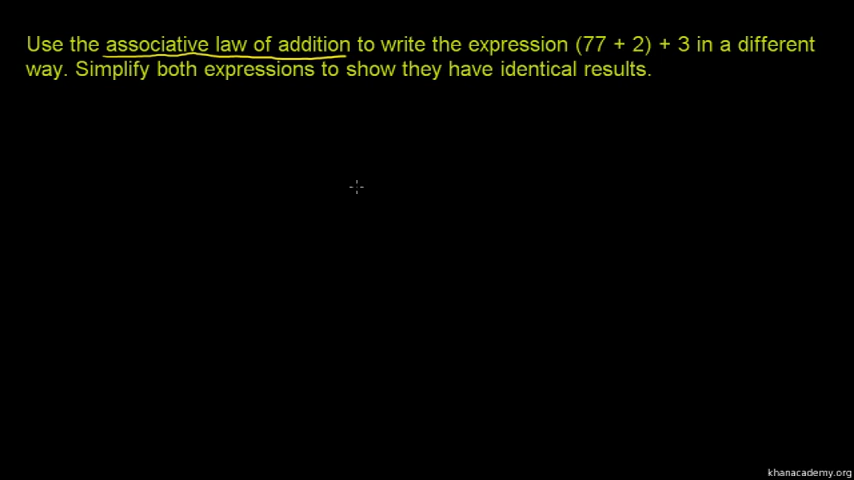 Use the associative law of addition to write the expression (77 + 2) + 3 in a different
way. Simplify both expressions to show they have identical results.
khanacademy.org